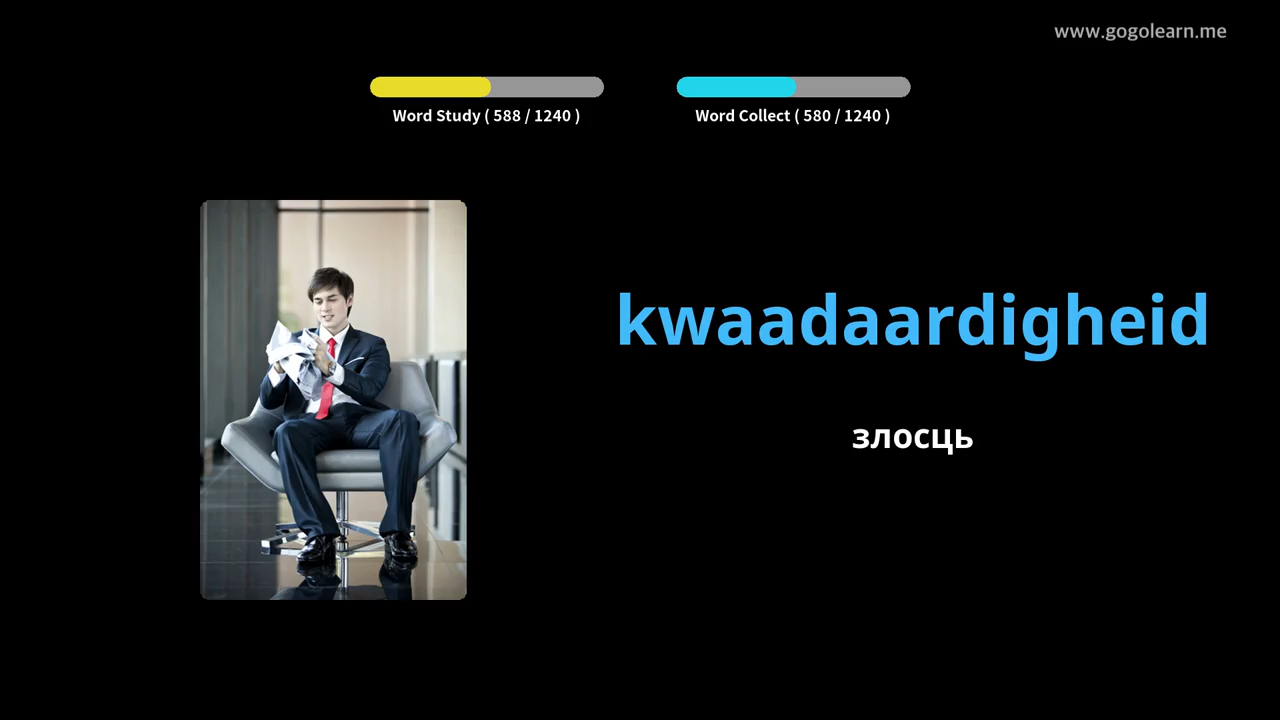 www.gogolearn.me
Word Study ( 588 / 1240 )
Word Collect ( 580 / 1240 )
kwaadaardigheid
злосць